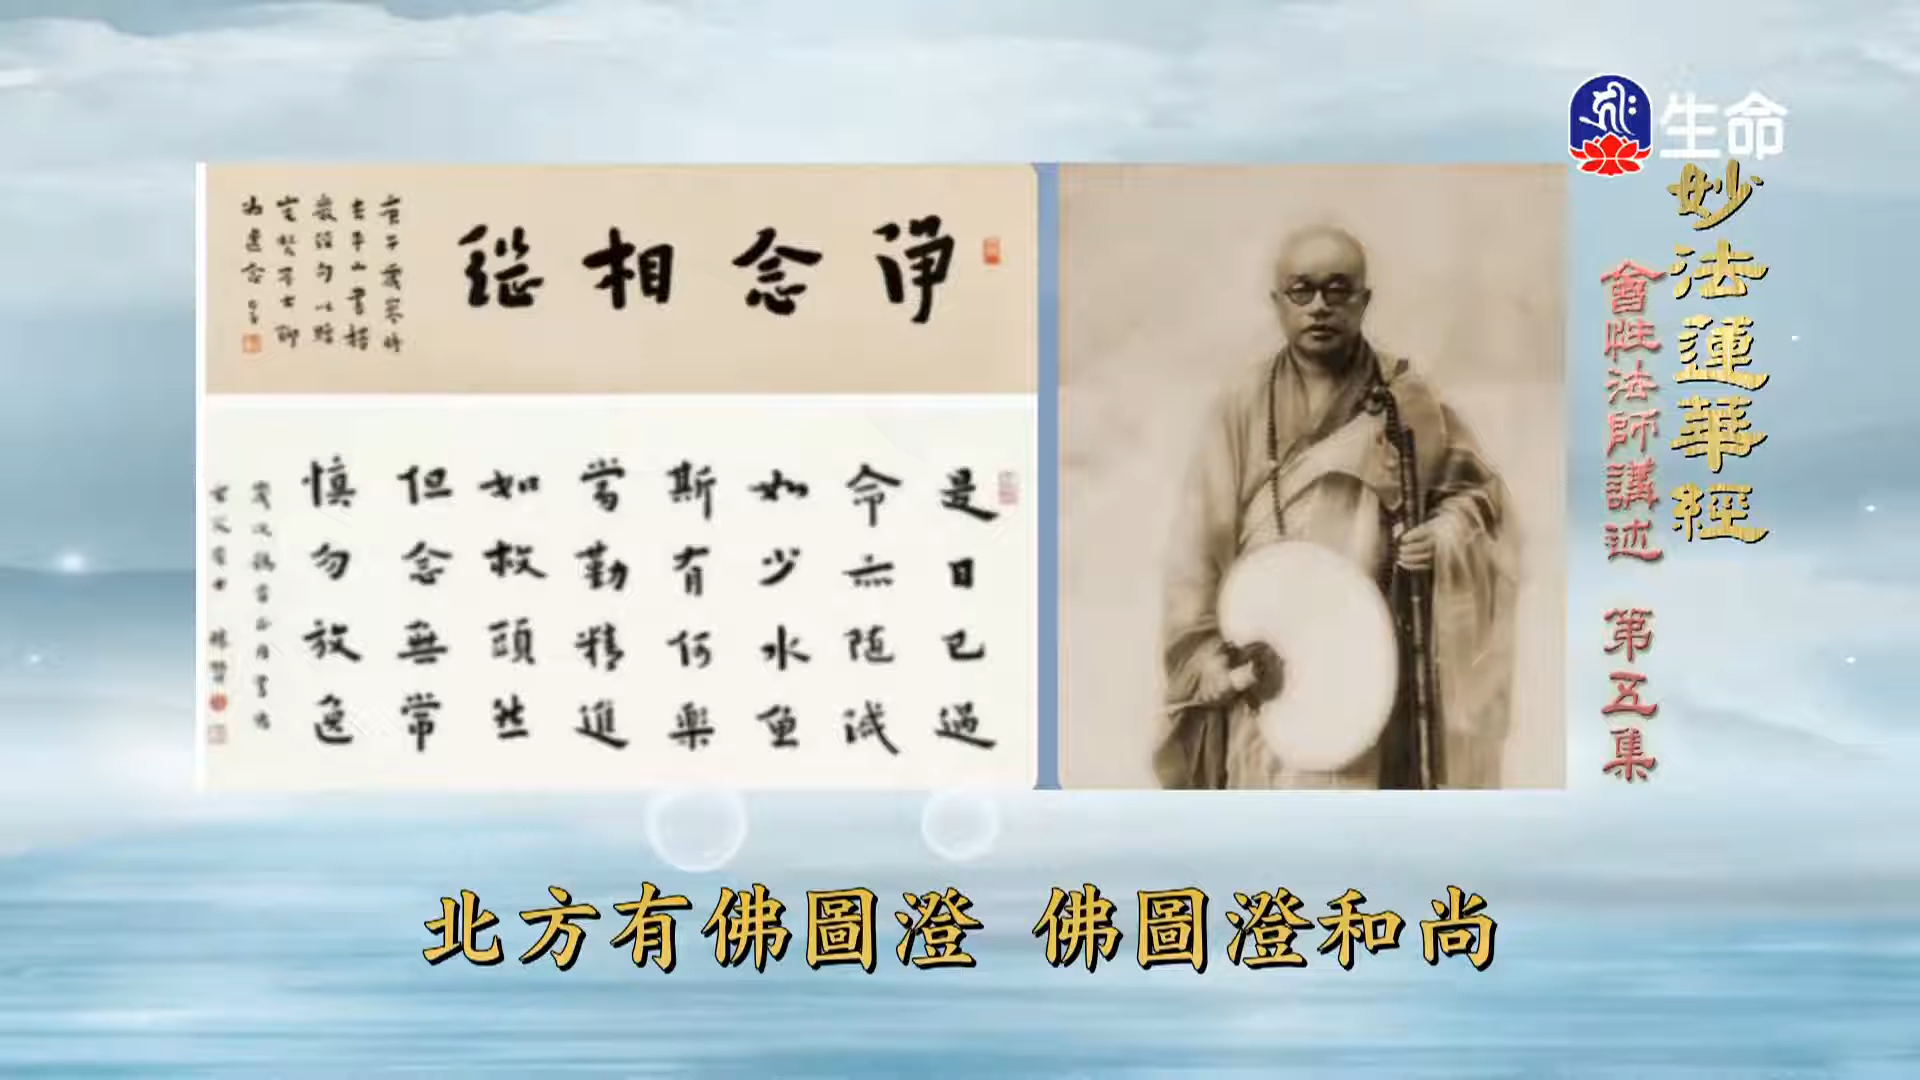 生命
妙法蓮華經
會性法師講述 第五集
淨念相繼
是日已過
命亦隨減
如少水魚
斯有何樂
當勤精進
如救頭然
但念無常
慎勿放逸
北方有佛圖澄 佛圖澄和尚